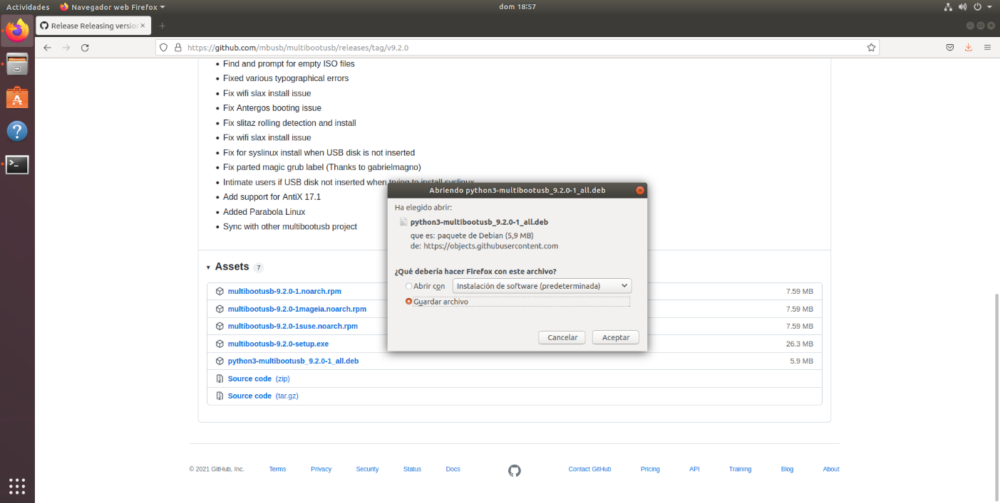 Actividades
Navegador web Firefox
dom 18:57
Release Releasing versio
https://github.com/mbusb/multibootusb/releases/tag/v9.2.0
Find and prompt for empty ISO files
Fixed various typographical errors
Fix wifi slax install issue
Fix Antergos booting issue
Fix slitaz rolling detection and install
Fix wifi slax install issue
Fix for syslinux install when USB disk is not inserted
Fix parted magic grub label (Thanks to gabrielmagno)
Intimate users if USB disk not inserted when trying to install syslinux
Add support for AntiX 17.1
Added Parabola Linux
Sync with other multibootusb project
Assets 7
multibootusb-9.2.0-1.noarch.rpm 7.59 MB
multibootusb-9.2.0-1mageia.noarch.rpm 7.59 MB
multibootusb-9.2.0-1suse.noarch.rpm 7.59 MB
multibootusb-9.2.0-setup.exe 26.3 MB
python3-multibootusb_9.2.0-1_all.deb 5.9 MB
Source code (zip)
Source code (tar.gz)
Abriendo python3-multibootusb_9.2.0-1_all.deb
Ha elegido abrir:
python3-multibootusb_9.2.0-1_all.deb
que es: paquete de Debian (5,9 MB)
de: https://objects.githubusercontent.com
¿Qué debería hacer Firefox con este archivo?
Abrir con Instalación de software (predeterminada)
Guardar archivo
Cancelar Aceptar
© 2021 GitHub, Inc. Terms Privacy Security Status Docs Contact GitHub Pricing API Training Blog About